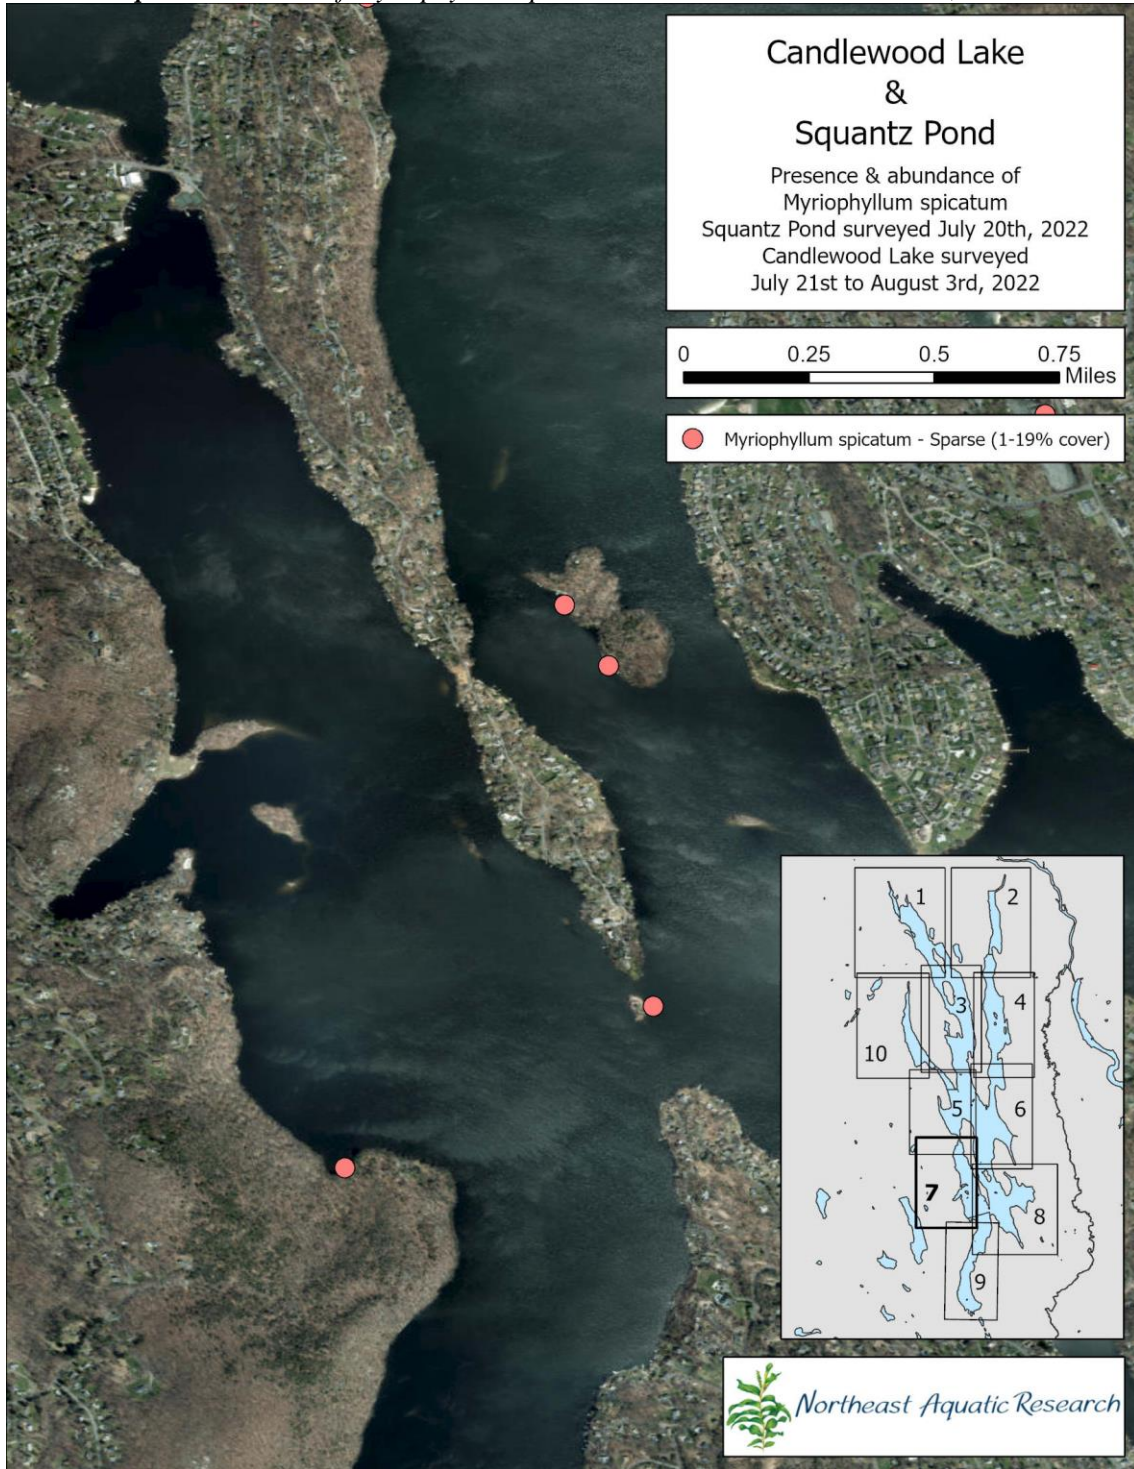 Candlewood Lake
&
Squantz Pond
Presence & abundance of
Myriophyllum spicatum
Squantz Pond surveyed July 20th, 2022
Candlewood Lake surveyed
July 21st to August 3rd, 2022
0 0.25 0.5 0.75
Miles
Myriophyllum spicatum - Sparse (1-19% cover)
1 2
3 4
10
5 6
7
8
9
Northeast Aquatic Research